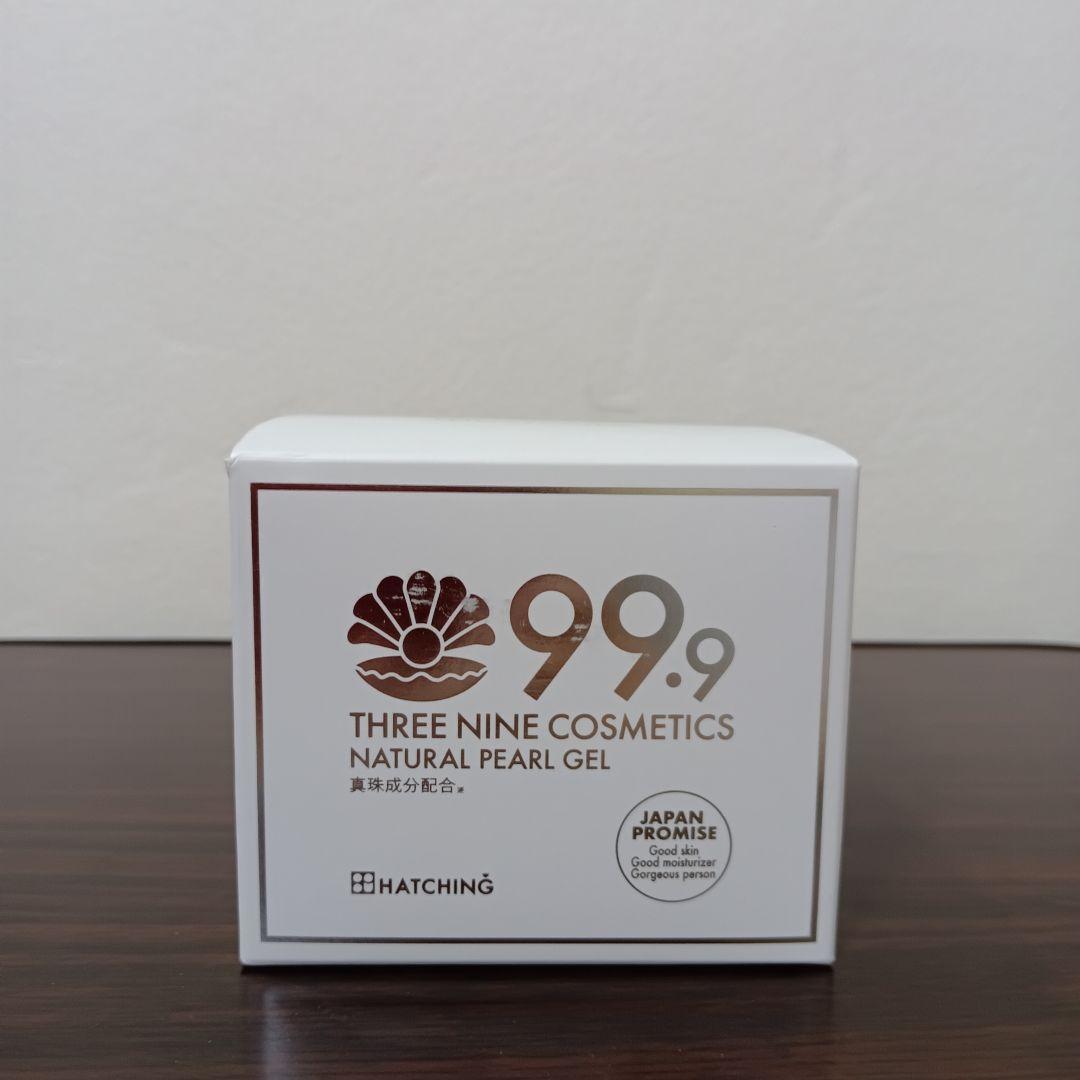 99.9
THREE NINE COSMETICS
NATURAL PEARL GEL
真珠成分配合
JAPAN
PROMISE
Good skin
Good moisturizer
Gorgeous person
HATCHING